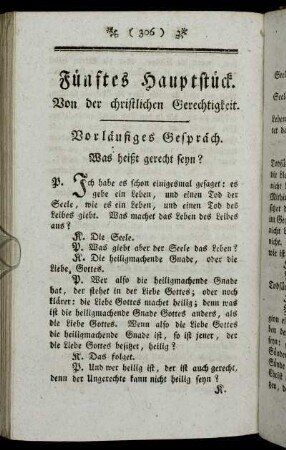 ( 306 )
Fünftes Hauptstück.
Von der christlichen Gerechtigkeit.
Vorläufiges Gespräch.
Was heißt gerecht seyn?
P. Ich habe es schon einigesmal gesaget: es
gebe ein Leben, und einen Tod der
Seele, wie es ein Leben, und einen Tod des
Leibes giebt. Was machet das Leben des Leibes
aus?
K. Die Seele.
P. Was giebt aber der Seele das Leben?
K. Die heiligmachende Gnade, oder die
Liebe Gottes.
P. Wer also die heiligmachende Gnade
hat, der stehet in der Liebe Gottes; oder noch
klärer: die Liebe Gottes machet heilig; denn was
ist die heiligmachende Gnade Gottes anders, als
die Liebe Gottes. Wenn also die Liebe Gottes
die heiligmachende Gnade ist, so ist jener, der
die Liebe Gottes besitzet, heilig?
K. Das folget.
P. Und wer heilig ist, der ist auch gerecht,
denn der Ungerechte kann nicht heilig seyn?
K.